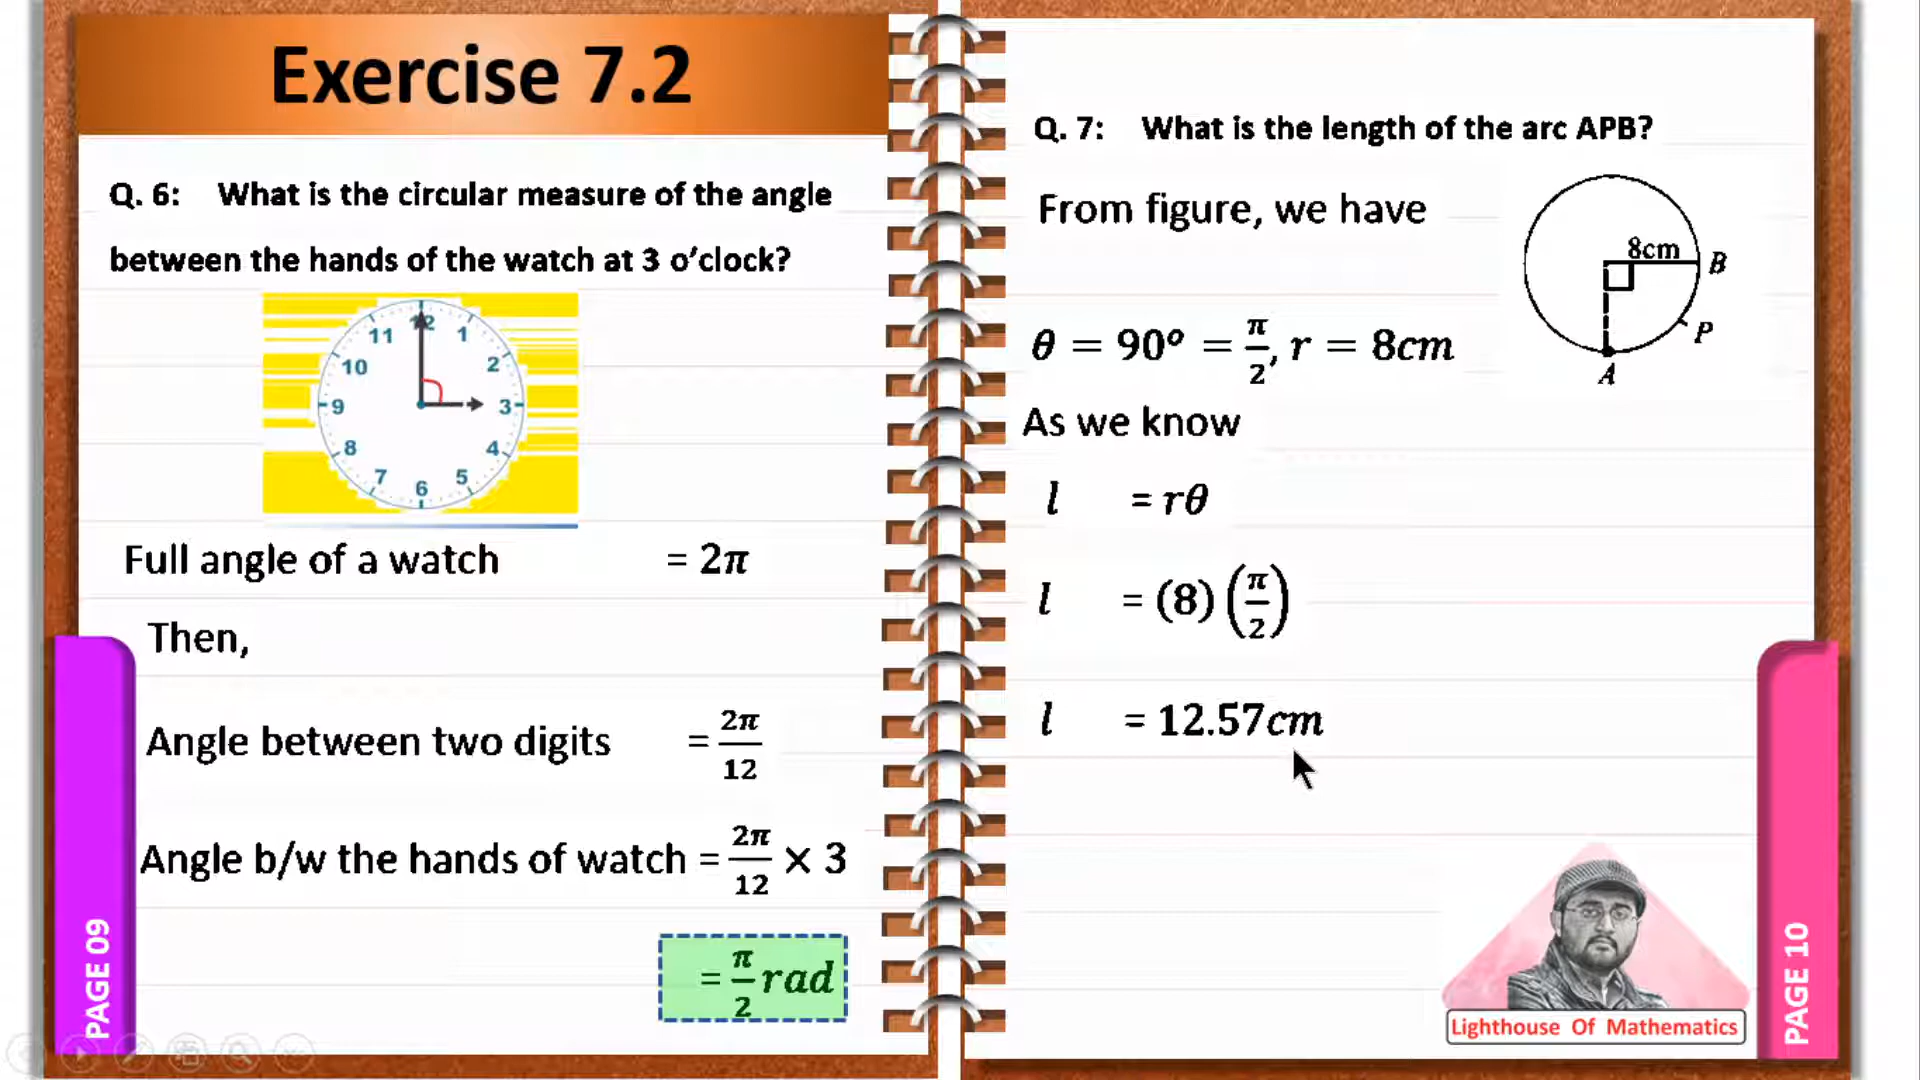 Exercise 7.2
Q. 6: What is the circular measure of the angle
between the hands of the watch at 3 o’clock?
12
11 1
10 2
9 3
8 4
7 5
6
Full angle of a watch = 2π
Then,
Angle between two digits = 2π/12
Angle b/w the hands of watch = 2π/12 × 3
= π/2 rad
PAGE 09
Q. 7: What is the length of the arc APB?
From figure, we have
8cm B
P
A
θ = 90º = π/2, r = 8cm
As we know
l = rθ
l = (8)(π/2)
l = 12.57cm
Lighthouse Of Mathematics
PAGE 10